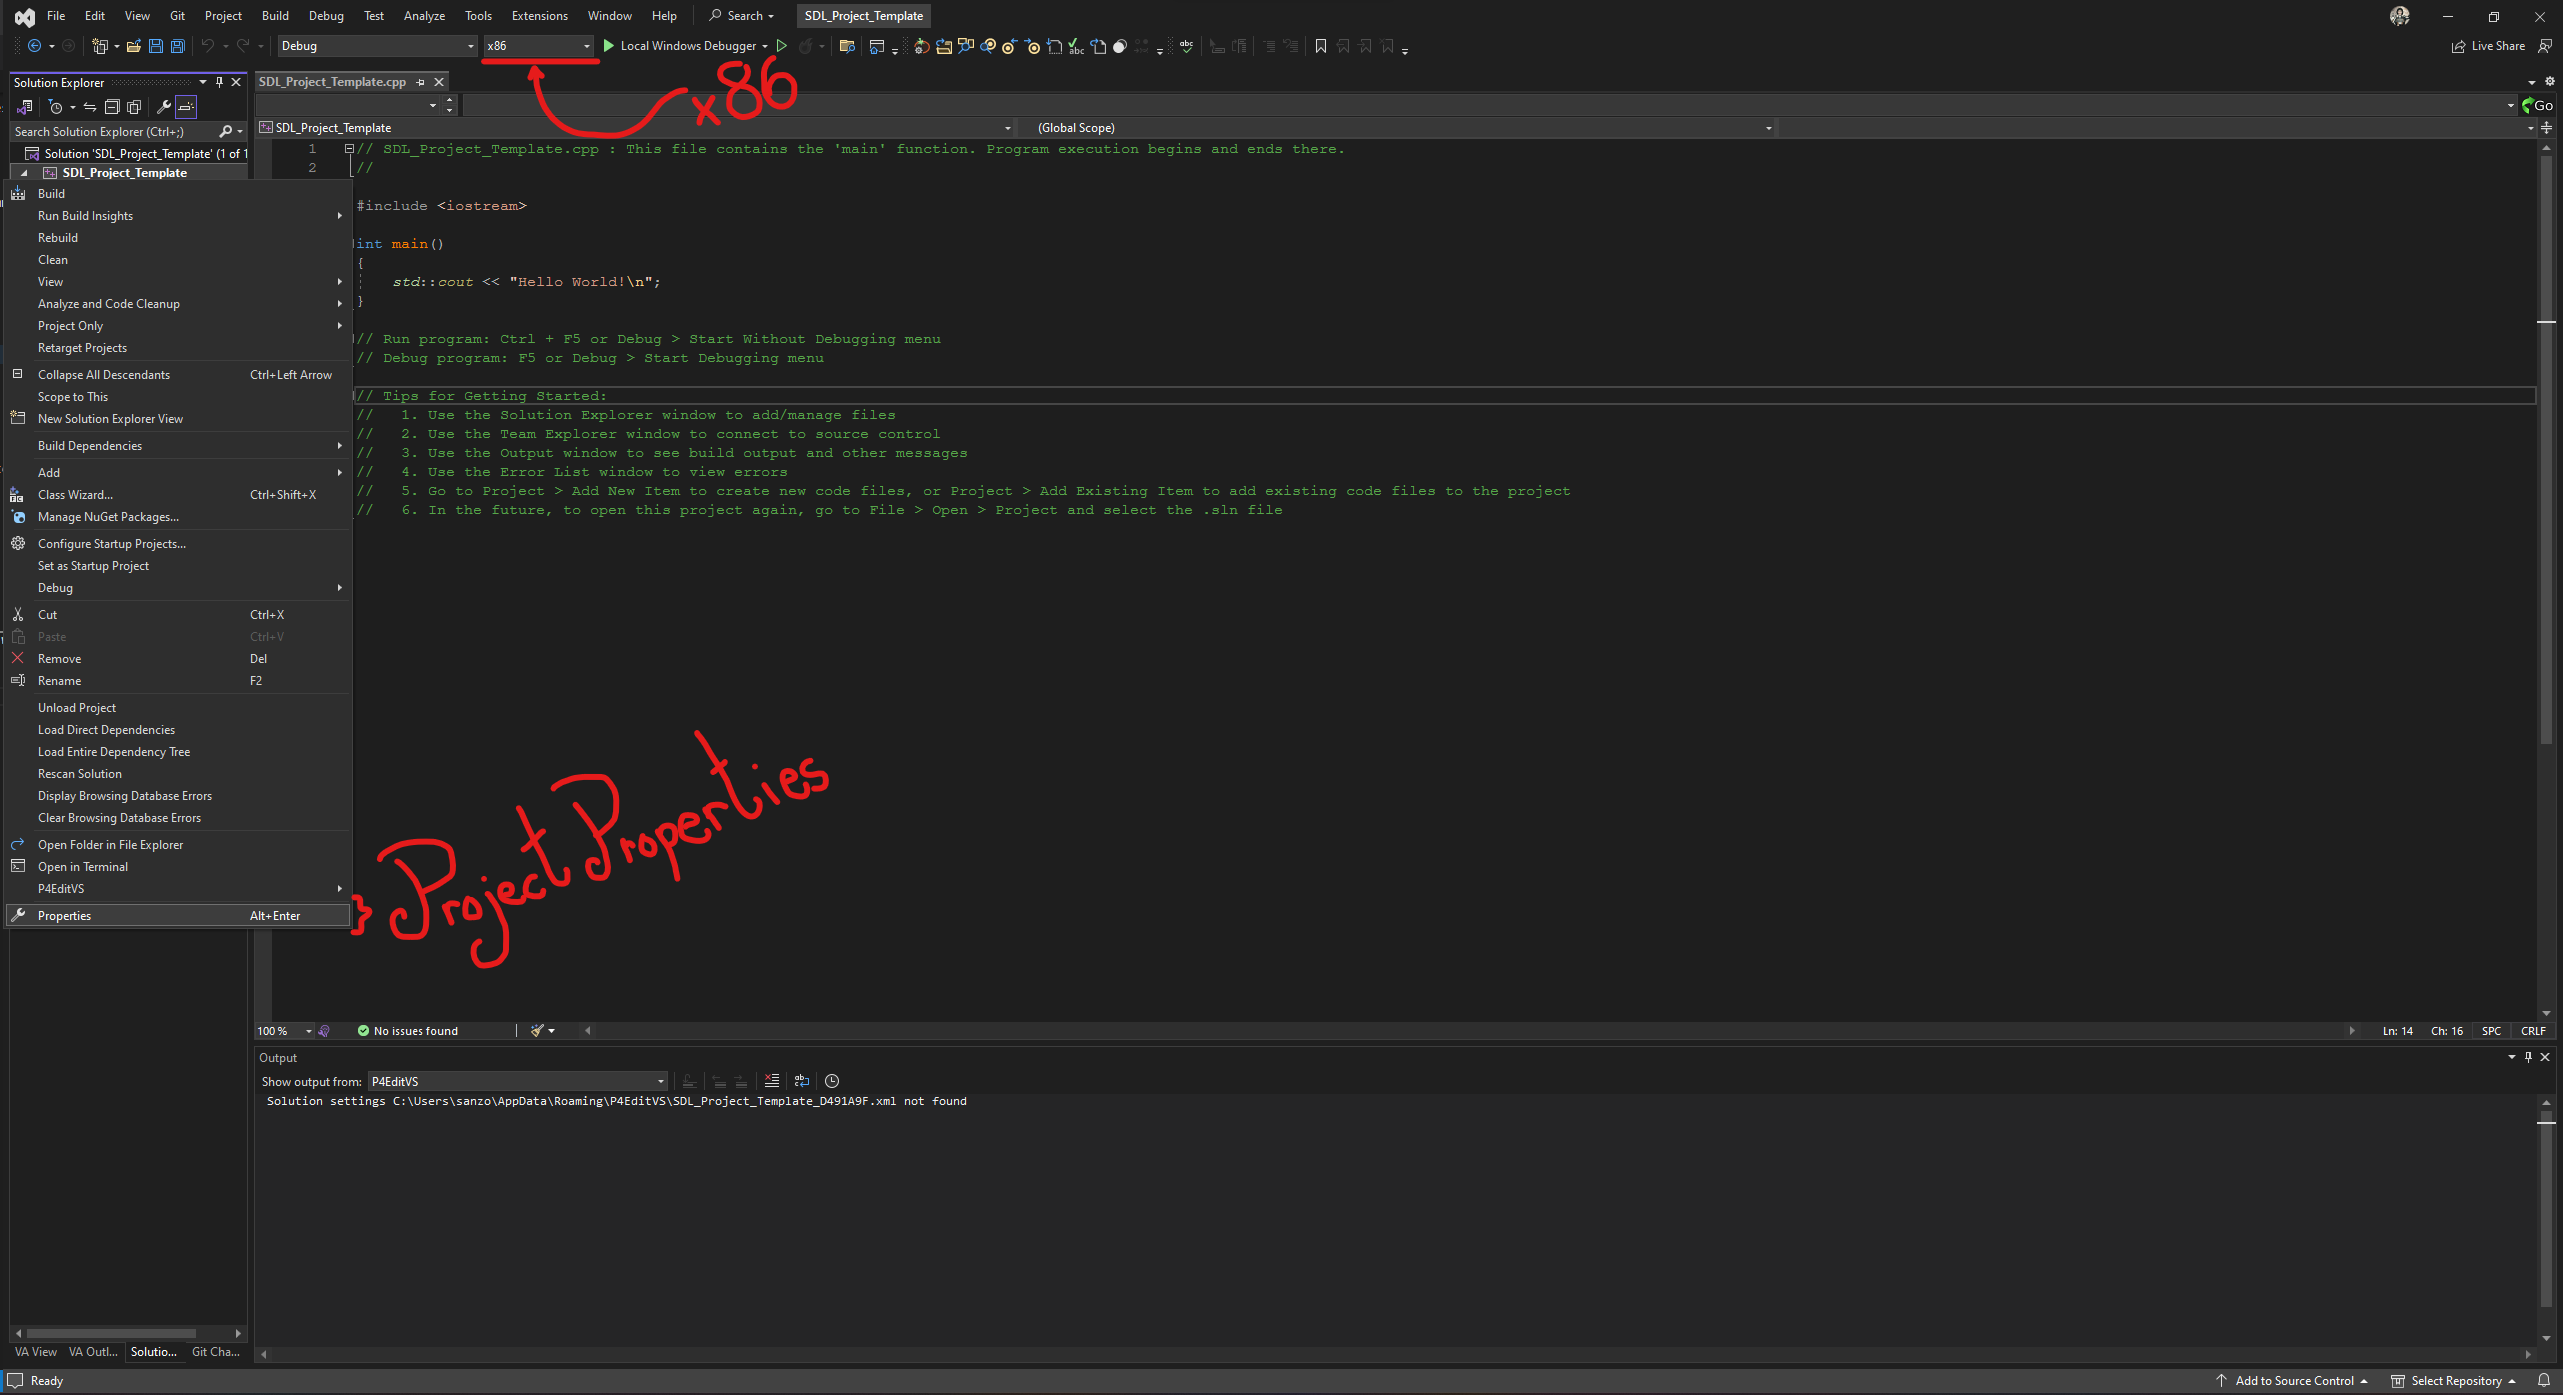 File Edit View Git Project Build Debug Test Analyze Tools Extensions Window Help Search SDL_Project_Template
Debug x86 Local Windows Debugger Live Share
x86
Solution Explorer
SDL_Project_Template.cpp
Go
Search Solution Explorer (Ctrl+;)
SDL_Project_Template (Global Scope)
Solution 'SDL_Project_Template' (1 of 1
SDL_Project_Template
Build
Run Build Insights
Rebuild
Clean
View
Analyze and Code Cleanup
Project Only
Retarget Projects
Collapse All Descendants Ctrl+Left Arrow
Scope to This
New Solution Explorer View
Build Dependencies
Add
Class Wizard... Ctrl+Shift+X
Manage NuGet Packages...
Configure Startup Projects...
Set as Startup Project
Debug
Cut Ctrl+X
Paste Ctrl+V
Remove Del
Rename F2
Unload Project
Load Direct Dependencies
Load Entire Dependency Tree
Rescan Solution
Display Browsing Database Errors
Clear Browsing Database Errors
Open Folder in File Explorer
Open in Terminal
P4EditVS
Properties Alt+Enter
1 // SDL_Project_Template.cpp : This file contains the 'main' function. Program execution begins and ends there.
2 //
#include <iostream>
int main()
{
std::cout << "Hello World!\n";
}
// Run program: Ctrl + F5 or Debug > Start Without Debugging menu
// Debug program: F5 or Debug > Start Debugging menu
// Tips for Getting Started:
// 1. Use the Solution Explorer window to add/manage files
// 2. Use the Team Explorer window to connect to source control
// 3. Use the Output window to see build output and other messages
// 4. Use the Error List window to view errors
// 5. Go to Project > Add New Item to create new code files, or Project > Add Existing Item to add existing code files to the project
// 6. In the future, to open this project again, go to File > Open > Project and select the .sln file
} Project Properties
100 % No issues found Ln: 14 Ch: 16 SPC CRLF
Output
Show output from: P4EditVS
Solution settings C:\Users\sanzo\AppData\Roaming\P4EditVS\SDL_Project_Template_D491A9F.xml not found
VA View VA Outl... Solutio... Git Cha...
Ready Add to Source Control Select Repository